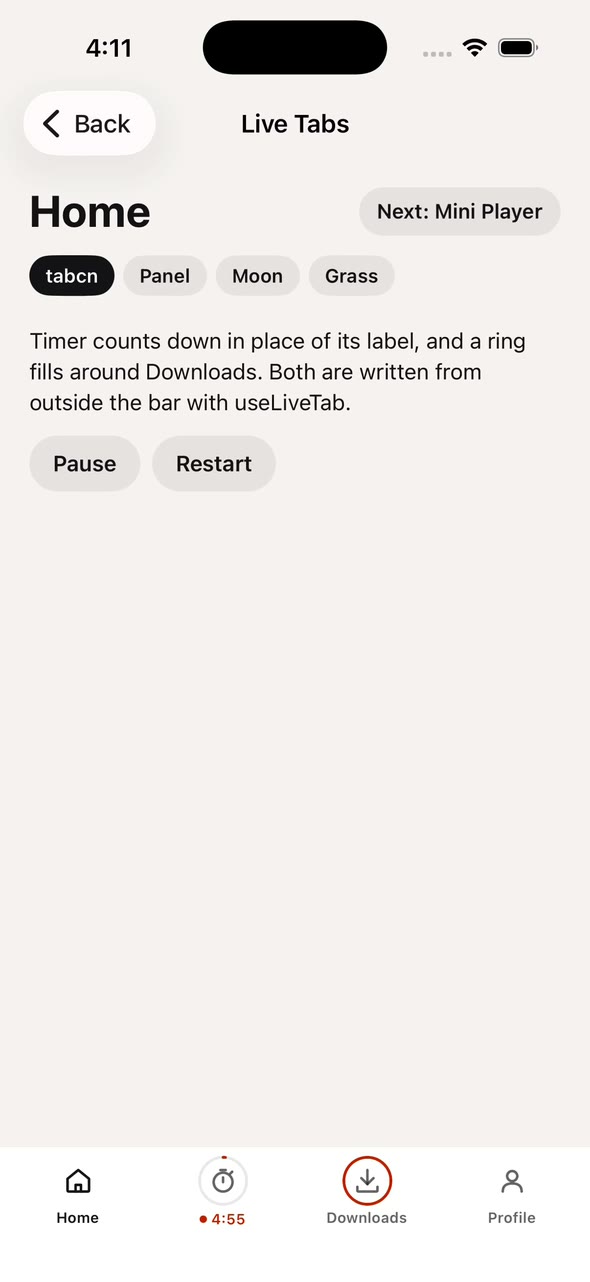 4:11
Back
Live Tabs
Home
Next: Mini Player
tabcn
Panel
Moon
Grass
Timer counts down in place of its label, and a ring
fills around Downloads. Both are written from
outside the bar with useLiveTab.
Pause
Restart
Home
4:55
Downloads
Profile